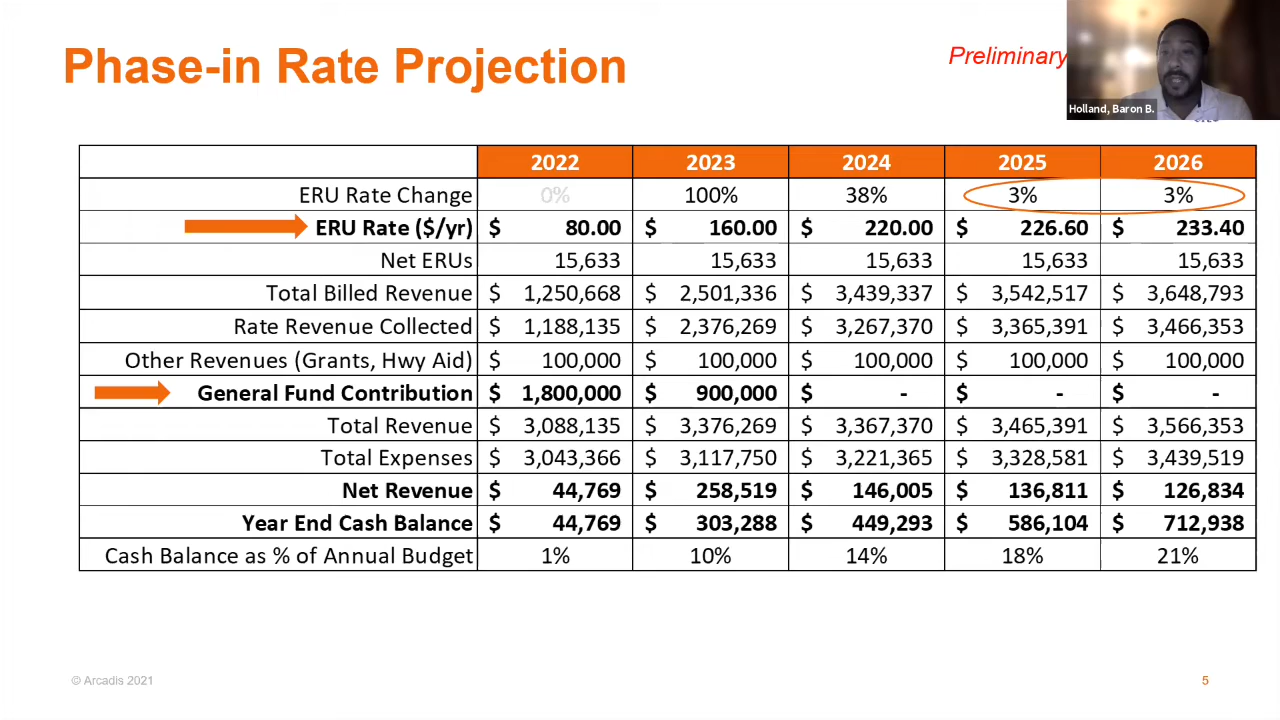 Phase-in Rate Projection
Preliminary
Holland, Baron B.
2022 2023 2024 2025 2026
ERU Rate Change 0% 100% 38% 3% 3%
ERU Rate ($/yr) $ 80.00 $ 160.00 $ 220.00 $ 226.60 $ 233.40
Net ERUs 15,633 15,633 15,633 15,633 15,633
Total Billed Revenue $ 1,250,668 $ 2,501,336 $ 3,439,337 $ 3,542,517 $ 3,648,793
Rate Revenue Collected $ 1,188,135 $ 2,376,269 $ 3,267,370 $ 3,365,391 $ 3,466,353
Other Revenues (Grants, Hwy Aid) $ 100,000 $ 100,000 $ 100,000 $ 100,000 $ 100,000
General Fund Contribution $ 1,800,000 $ 900,000 $ - $ - $ -
Total Revenue $ 3,088,135 $ 3,376,269 $ 3,367,370 $ 3,465,391 $ 3,566,353
Total Expenses $ 3,043,366 $ 3,117,750 $ 3,221,365 $ 3,328,581 $ 3,439,519
Net Revenue $ 44,769 $ 258,519 $ 146,005 $ 136,811 $ 126,834
Year End Cash Balance $ 44,769 $ 303,288 $ 449,293 $ 586,104 $ 712,938
Cash Balance as % of Annual Budget 1% 10% 14% 18% 21%
© Arcadis 2021
5